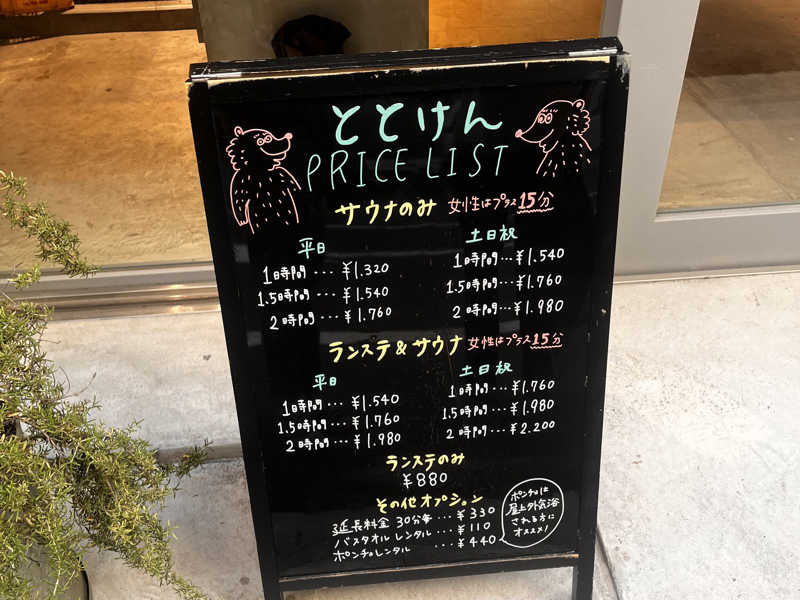 ととけん
PRICE LIST
サウナのみ 女性はプラス15分
平日
1時間…¥1.320
1.5時間…¥1.540
2時間…¥1.760
土日祝
1時間…¥1.540
1.5時間…¥1.760
2時間…¥1.980
ランステ&サウナ 女性はプラス15分
平日
1時間…¥1.540
1.5時間…¥1.760
2時間…¥1.980
土日祝
1時間…¥1.760
1.5時間…¥1.980
2時間…¥2.200
ランステのみ
¥880
その他オプション
延長料金 30分毎…¥330
バスタオルレンタル…¥110
ポンチョレンタル…¥440
ポンチョは
屋上外気浴
される方に
オススメ!